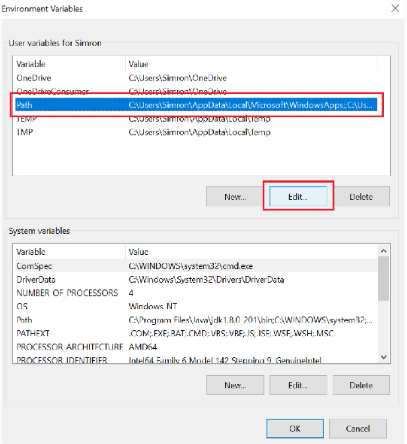 Environment Variables
User variables for Simron
Variable Value
OneDrive C:\Users\Simron\OneDrive
OneDriveConsumer C:\Users\Simron\OneDrive
Path C:\Users\Simron\AppData\Local\Microsoft\WindowsApps;C:\Us...
TEMP C:\Users\Simron\AppData\Local\Temp
TMP C:\Users\Simron\AppData\Local\Temp
New... Edit... Delete
System variables
Variable Value
ComSpec C:\WINDOWS\system32\cmd.exe
DriverData C:\Windows\System32\Drivers\DriverData
NUMBER_OF_PROCESSORS 4
OS Windows_NT
Path C:\Program Files\Java\jdk1.8.0_201\bin;C:\WINDOWS\system32;...
PATHEXT .COM;.EXE;.BAT;.CMD;.VBS;.VBE;.JS;.JSE;.WSF;.WSH;.MSC
PROCESSOR_ARCHITECTURE AMD64
PROCESSOR_IDENTIFIER Intel64 Family 6 Model 142 Stepping 9, GenuineIntel
New... Edit... Delete
OK Cancel